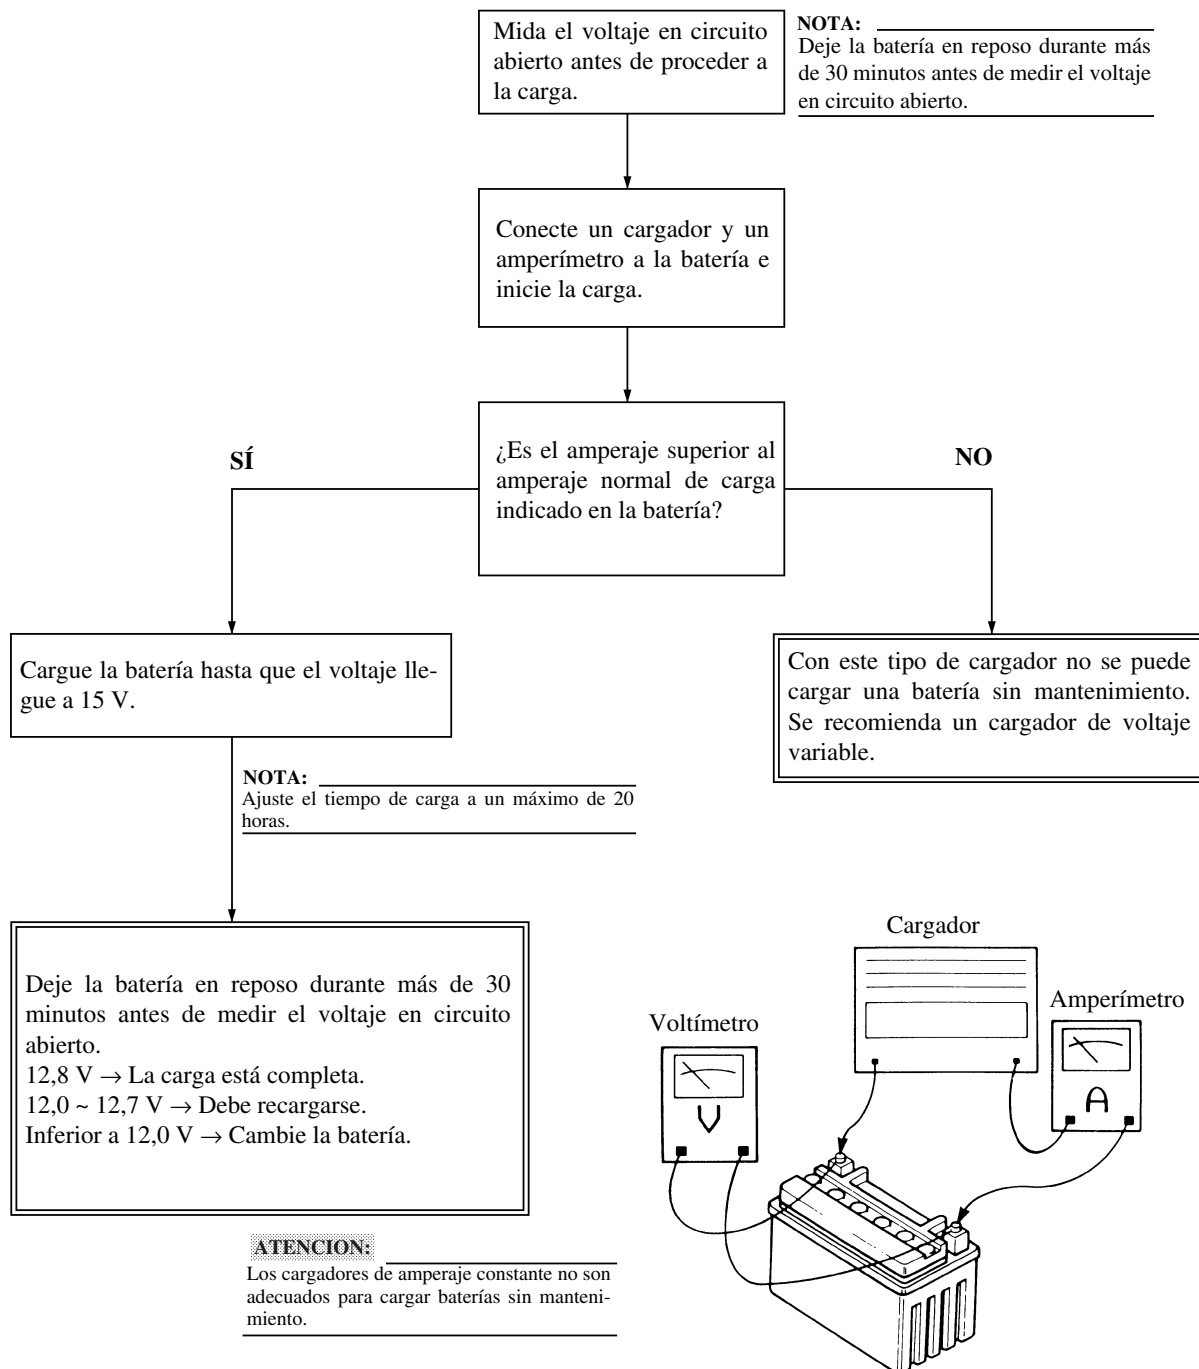 Mida el voltaje en circuito
abierto antes de proceder a
la carga.
NOTA:
Deje la batería en reposo durante más
de 30 minutos antes de medir el voltaje
en circuito abierto.
Conecte un cargador y un
amperímetro a la batería e
inicie la carga.
¿Es el amperaje superior al
amperaje normal de carga
indicado en la batería?
SÍ
NO
Cargue la batería hasta que el voltaje lle-
gue a 15 V.
Con este tipo de cargador no se puede
cargar una batería sin mantenimiento.
Se recomienda un cargador de voltaje
variable.
NOTA:
Ajuste el tiempo de carga a un máximo de 20
horas.
Deje la batería en reposo durante más de 30
minutos antes de medir el voltaje en circuito
abierto.
12,8 V → La carga está completa.
12,0 ~ 12,7 V → Debe recargarse.
Inferior a 12,0 V → Cambie la batería.
Cargador
Amperímetro
Voltímetro
V
A
ATENCION:
Los cargadores de amperaje constante no son
adecuados para cargar baterías sin manteni-
miento.